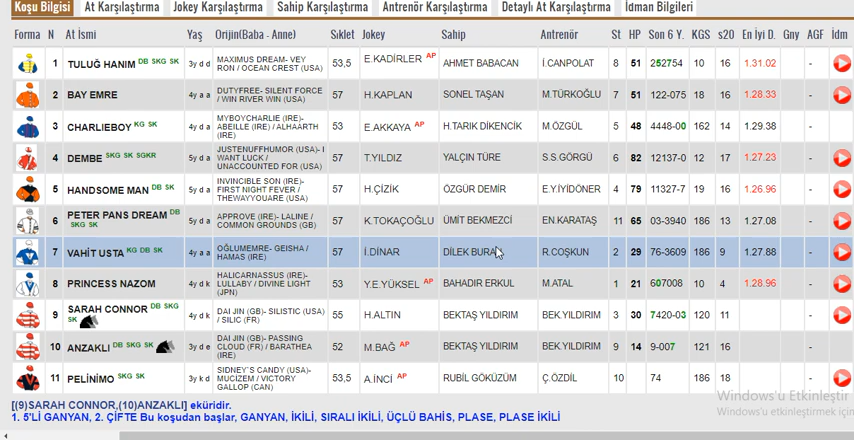 Koşu Bilgisi At Karşılaştırma Jokey Karşılaştırma Sahip Karşılaştırma Antrenör Karşılaştırma Detaylı At Karşılaştırma İdman Bilgileri
Forma N At İsmi Yaş Orijin(Baba - Anne) Sıklet Jokey Sahip Antrenör St HP Son 6 Y. KGS s20 En İyi D. Gny AGF İdm
1 TULUĞ HANIM DB SKG SK 3y d d MAXIMUS DREAM- VEY RON / OCEAN CREST (USA) 53,5 E.KADİRLER AP AHMET BABACAN İ.CANPOLAT 8 51 252754 10 16 1.31.02 -
2 BAY EMRE 4y a a DUTYFREE- SILENT FORCE / WIN RIVER WIN (USA) 57 H.KAPLAN SONEL TAŞAN M.TÜRKOĞLU 7 51 122-075 18 16 1.28.33 -
3 CHARLIEBOY KG SK 4y d a MYBOYCHARLIE (IRE)- ABEILLE (IRE) / ALHAARTH (IRE) 53 E.AKKAYA AP H.TARIK DİKENCİK M.ÖZGÜL 5 48 4448-00 162 14 1.29.38 -
4 DEMBE SKG SK SGKR 5y d a JUSTENUFFHUMOR (USA)- I WANT LUCK / UNACCOUNTED FOR (USA) 57 T.YILDIZ YALÇIN TÜRE S.S.GÖRGÜ 6 82 12137-0 12 17 1.27.23 -
5 HANDSOME MAN DB SK 5y d a INVINCIBLE SON (IRE)- FIRST NIGHT FEVER / THEWAYYOUARE (USA) 57 H.ÇİZİK ÖZGÜR DEMİR E.Y.İYİDÖNER 4 79 11327-7 19 16 1.26.96 -
6 PETER PANS DREAM DB SKG SK 5y d a APPROVE (IRE)- LALINE / COMMON GROUNDS (GB) 57 K.TOKAÇOĞLU ÜMİT BEKMEZCİ EN.KARATAŞ 11 65 03-3940 186 13 1.27.08 -
7 VAHİT USTA KG DB SK 4y a a OĞLUMEMRE- GEISHA / HAMAS (IRE) 57 İ.DİNAR DİLEK R.COŞKUN 2 29 76-3609 186 9 1.27.88 -
8 PRINCESS NAZOM 4y d k HALICARNASSUS (IRE)- LULLABY / DIVINE LIGHT (JPN) 53 Y.E.YÜKSEL AP BAHADIR ERKUL M.ATAL 1 21 607008 10 4 1.28.96 -
9 SARAH CONNOR DB SKG SK 4y d k DAI JIN (GB)- SILISTIC (USA) / SILIC (FR) 55 H.ALTIN BEKTAŞ YILDIRIM BEK.YILDIRIM 3 30 7420-03 120 11 -
10 ANZAKLI DB SKG SK 3y d e DAI JIN (GB)- PASSING CLOUD (FR) / BARATHEA (IRE) 52 M.BAĞ AP BEKTAŞ YILDIRIM BEK.YILDIRIM 9 14 9-007 121 16 -
11 PELİNİMO SKG SK 3y k d SIDNEY`S CANDY (USA)- MUCİZEM / VICTORY GALLOP (CAN) 53,5 A.İNCİ AP RUBİL GÖKÜZÜM Ç.ÖZDİL 10 74 186 18 -
[(9)SARAH CONNOR,(10)ANZAKLI] eküridir.
1. 5'Lİ GANYAN, 2. ÇİFTE Bu koşudan başlar, GANYAN, İKİLİ, SIRALI İKİLİ, ÜÇLÜ BAHİS, PLASE, PLASE İKİLİ
Windows'u Etkinleştir
Windows'u etkinleştirmek için